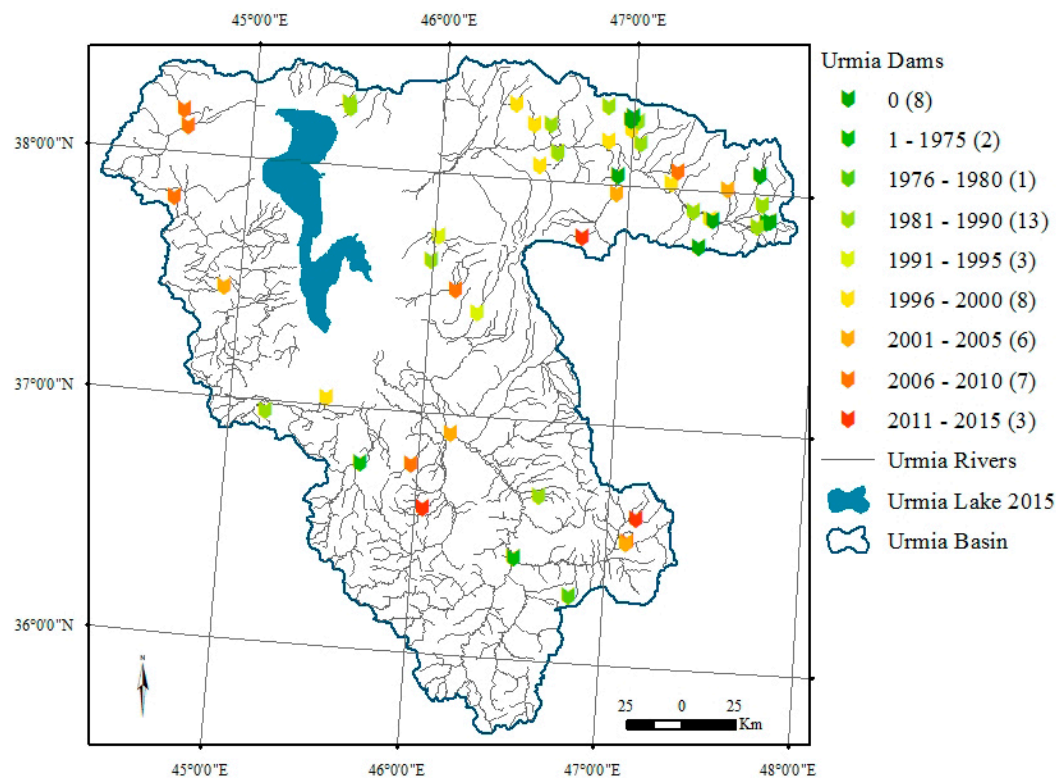 45°0'0"E 46°0'0"E 47°0'0"E
38°0'0"N
37°0'0"N
36°0'0"N
Urmia Dams
0 (8)
1 - 1975 (2)
1976 - 1980 (1)
1981 - 1990 (13)
1991 - 1995 (3)
1996 - 2000 (8)
2001 - 2005 (6)
2006 - 2010 (7)
2011 - 2015 (3)
Urmia Rivers
Urmia Lake 2015
Urmia Basin
N
25 0 25
Km
45°0'0"E 46°0'0"E 47°0'0"E 48°0'0"E